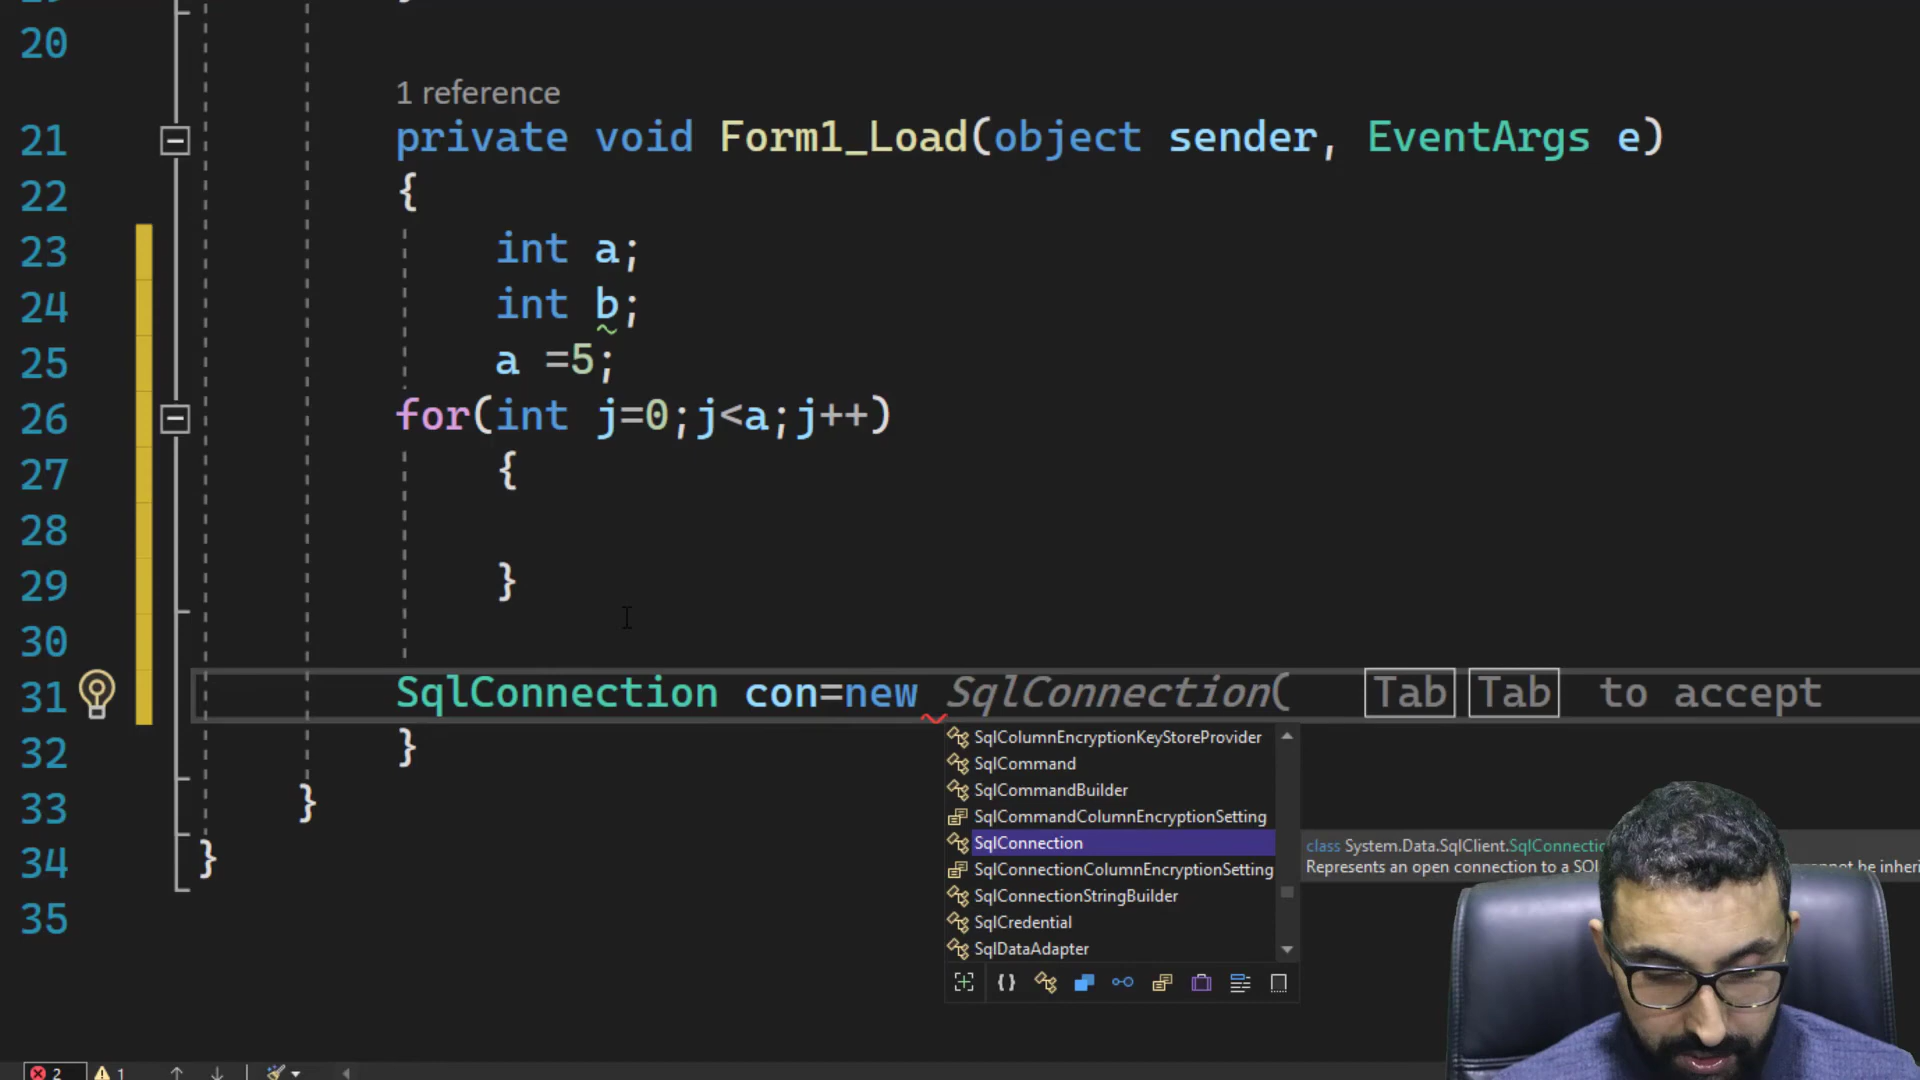 20
1 reference
21 private void Form1_Load(object sender, EventArgs e)
22 {
23 int a;
24 int b;
25 a =5;
26 for(int j=0;j<a;j++)
27 {
28
29 }
30
31 SqlConnection con=new SqlConnection( Tab Tab to accept
32 }
33 }
34 }
35
SqlColumnEncryptionKeyStoreProvider
SqlCommand
SqlCommandBuilder
SqlCommandColumnEncryptionSetting
SqlConnection
SqlConnectionColumnEncryptionSetting
SqlConnectionStringBuilder
SqlCredential
SqlDataAdapter
class System.Data.SqlClient.SqlConnectio
Represents an open connection to a SQL cannot be inheri
2 1